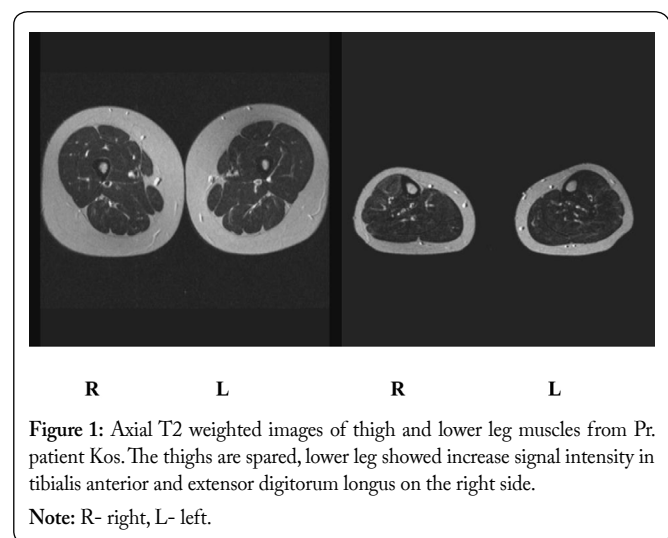 R L R L
Figure 1: Axial T2 weighted images of thigh and lower leg muscles from Pr.
patient Kos. The thighs are spared, lower leg showed increase signal intensity in
tibialis anterior and extensor digitorum longus on the right side.
Note: R- right, L- left.